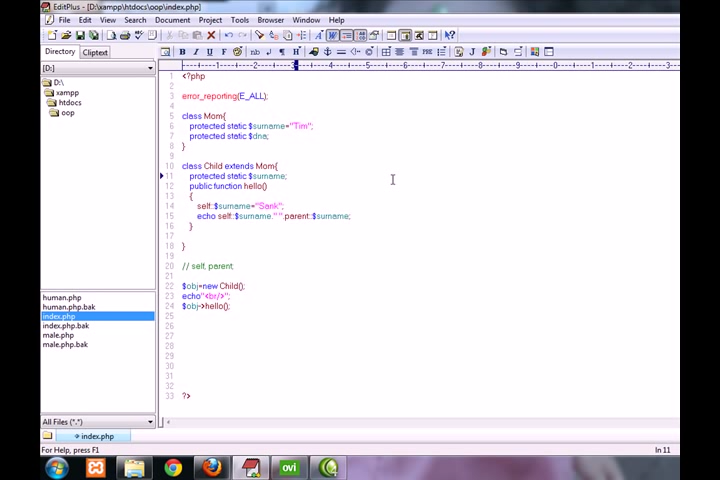 EditPlus - [D:\xampp\htdocs\oop\index.php]
File Edit View Search Document Project Tools Browser Window Help
Directory Cliptext
[D:]
D:\
xampp
htdocs
oop
human.php
human.php.bak
index.php
index.php.bak
male.php
male.php.bak
All Files (*.*)
1 <?php
2
3 error_reporting(E_ALL);
4
5 class Mom{
6 protected static $surname="Tim";
7 protected static $dna;
8 }
9
10 class Child extends Mom{
11 protected static $surname;
12 public function hello()
13 {
14 self::$surname="Sarik";
15 echo self::$surname." ".parent::$surname;
16 }
17
18 }
19
20 // self, parent,
21
22 $obj=new Child();
23 echo"<br/>";
24 $obj->hello();
25
26
27
28
29
30
31
32
33 ?>
index.php
For Help, press F1
ln 11
ovi